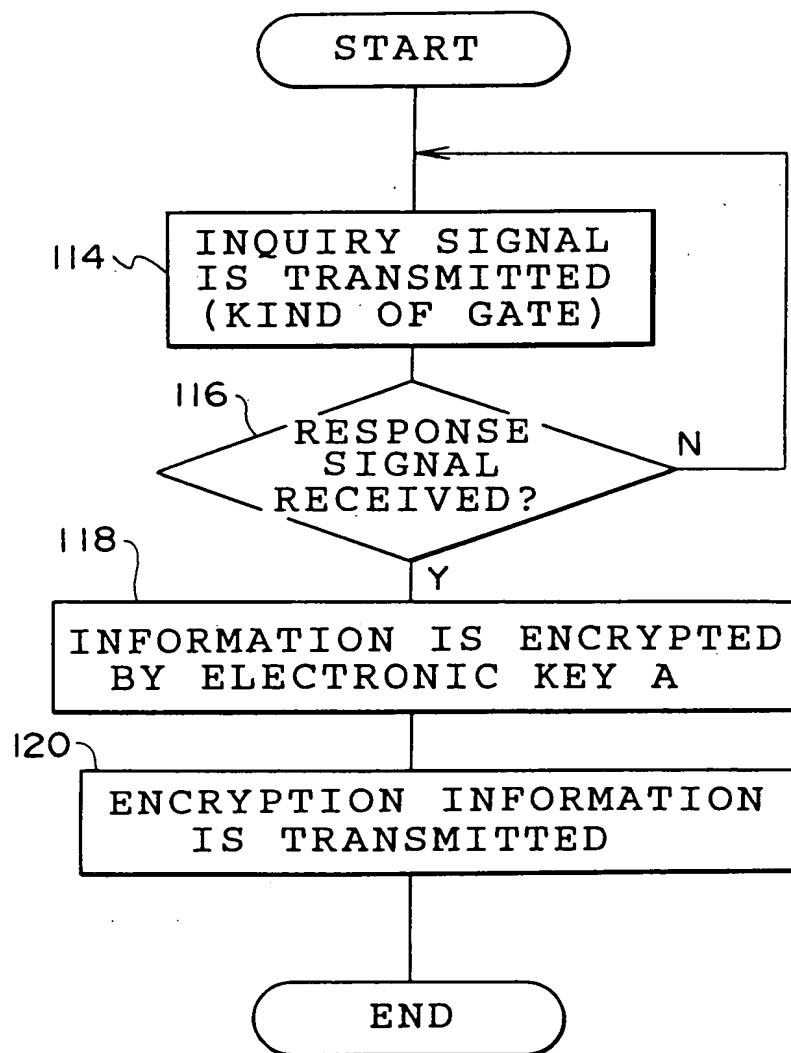 START
114
INQUIRY SIGNAL
IS TRANSMITTED
(KIND OF GATE)
116
RESPONSE
SIGNAL
RECEIVED?
N
Y
118
INFORMATION IS ENCRYPTED
BY ELECTRONIC KEY A
120
ENCRYPTION INFORMATION
IS TRANSMITTED
END